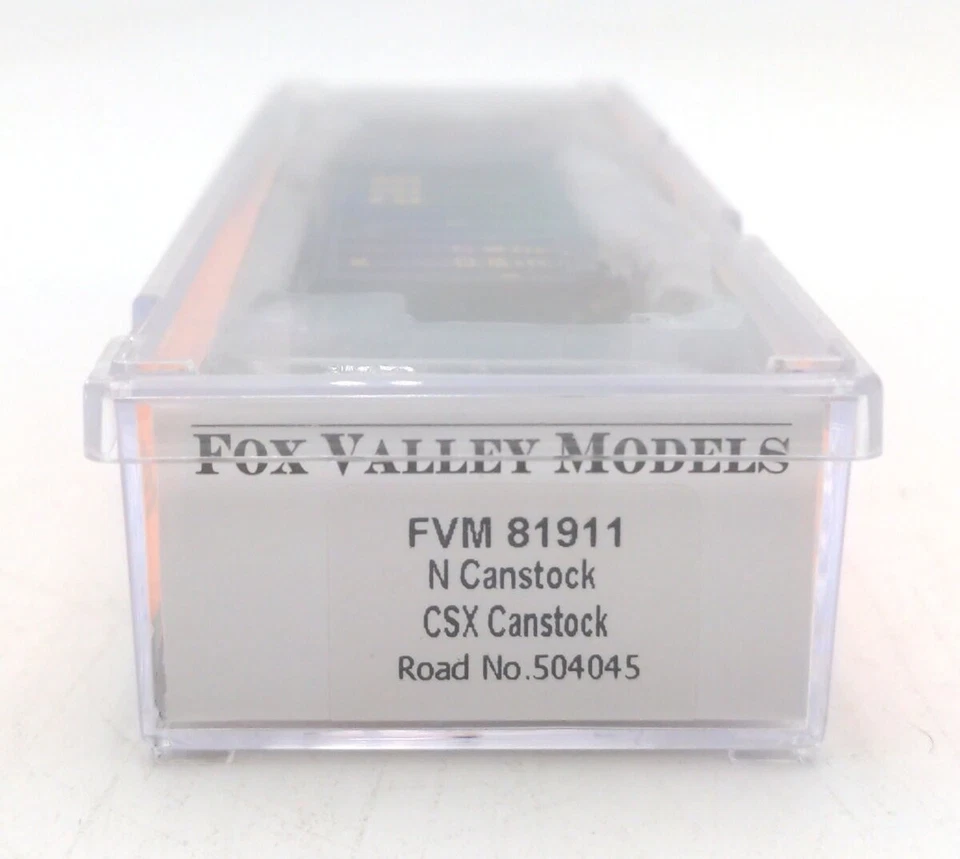 FOX VALLEY MODELS
FVM 81911
N Canstock
CSX Canstock
Road No.504045